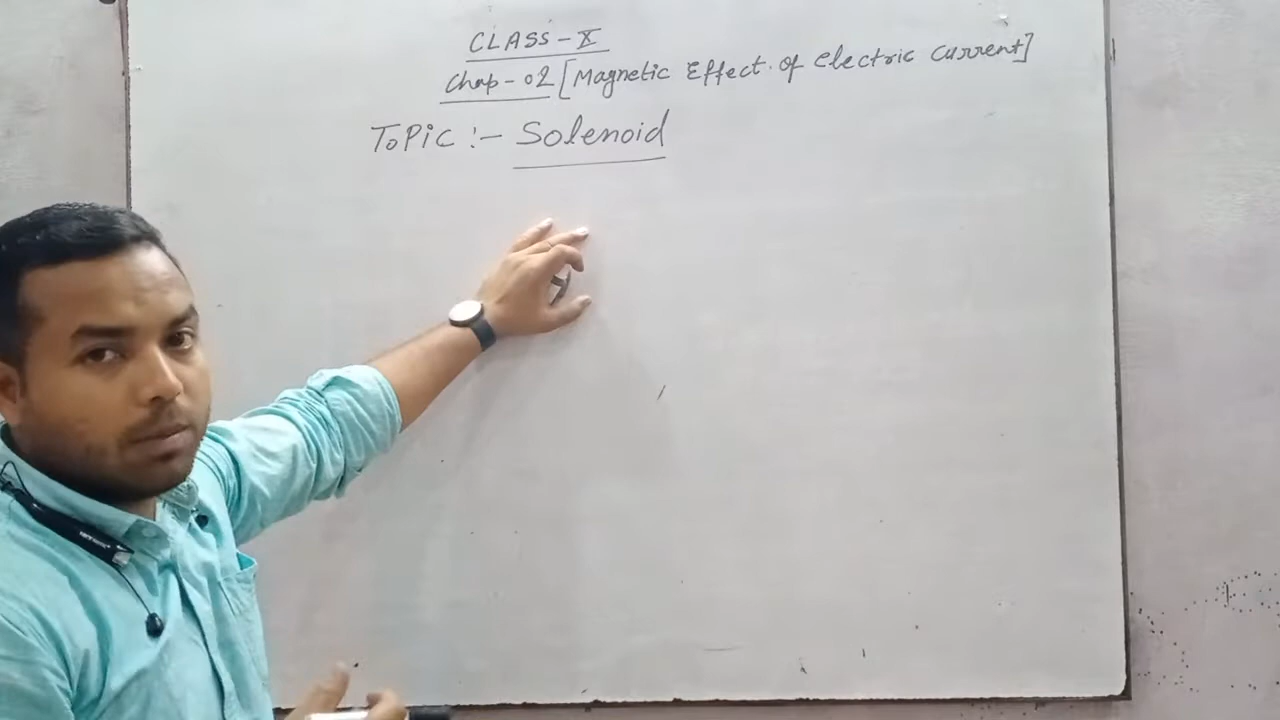 CLASS-X
Chap-02 [Magnetic Effect of electric current]
ToPiC :- Solenoid